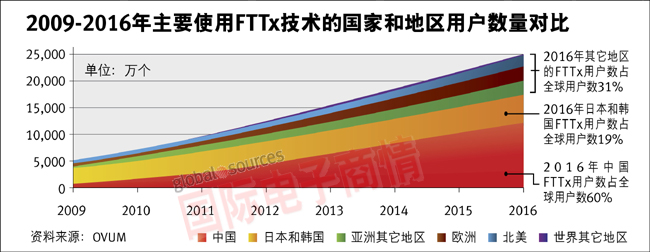 2009-2016年主要使用FTTx技术的国家和地区用户数量对比
单位：万个
25,000
20,000
15,000
10,000
5,000
0
2009
2010
2011
2012
2013
2014
2015
2016
2016年其它地区
的FTTx用户数占
全球用户数31%
2016年日本和韩
国FTTx用户数占
全球用户数19%
2016年中国
FTTx用户数占全
球用户数60%
global sources
国际电子商情
资料来源：OVUM
中国
日本和韩国
亚洲其它地区
欧洲
北美
世界其它地区